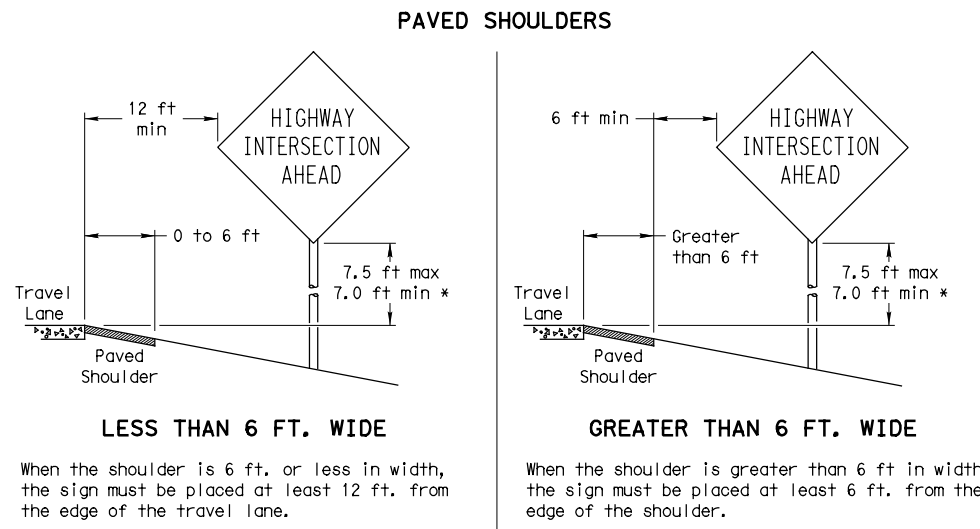 PAVED SHOULDERS
12 ft
min
HIGHWAY
INTERSECTION
AHEAD
0 to 6 ft
7.5 ft max
7.0 ft min *
Travel
Lane
Paved
Shoulder
LESS THAN 6 FT. WIDE
When the shoulder is 6 ft. or less in width,
the sign must be placed at least 12 ft. from
the edge of the travel lane.
6 ft min
HIGHWAY
INTERSECTION
AHEAD
Greater
than 6 ft
7.5 ft max
7.0 ft min *
Travel
Lane
Paved
Shoulder
GREATER THAN 6 FT. WIDE
When the shoulder is greater than 6 ft in width
the sign must be placed at least 6 ft. from the
edge of the shoulder.